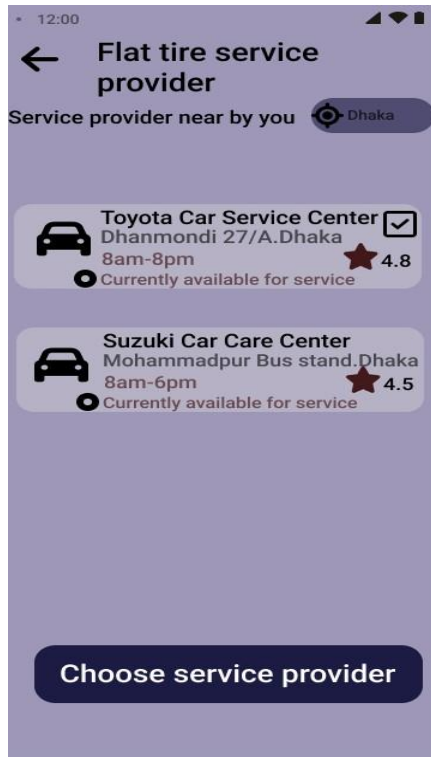 12:00
Flat tire service
provider
Service provider near by you
Dhaka
Toyota Car Service Center
Dhanmondi 27/A.Dhaka
8am-8pm
4.8
Currently available for service
Suzuki Car Care Center
Mohammadpur Bus stand.Dhaka
8am-6pm
4.5
Currently available for service
Choose service provider